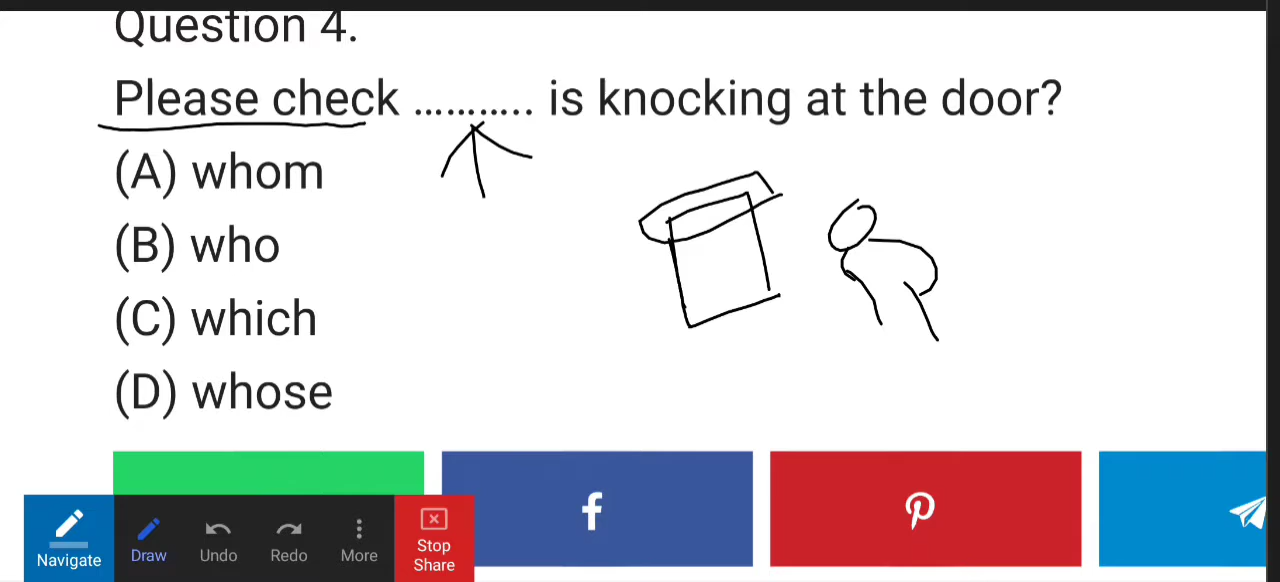 Question 4.
Please check ........... is knocking at the door?
(A) whom
(B) who
(C) which
(D) whose
Navigate
Draw
Undo
Redo
More
Stop
Share